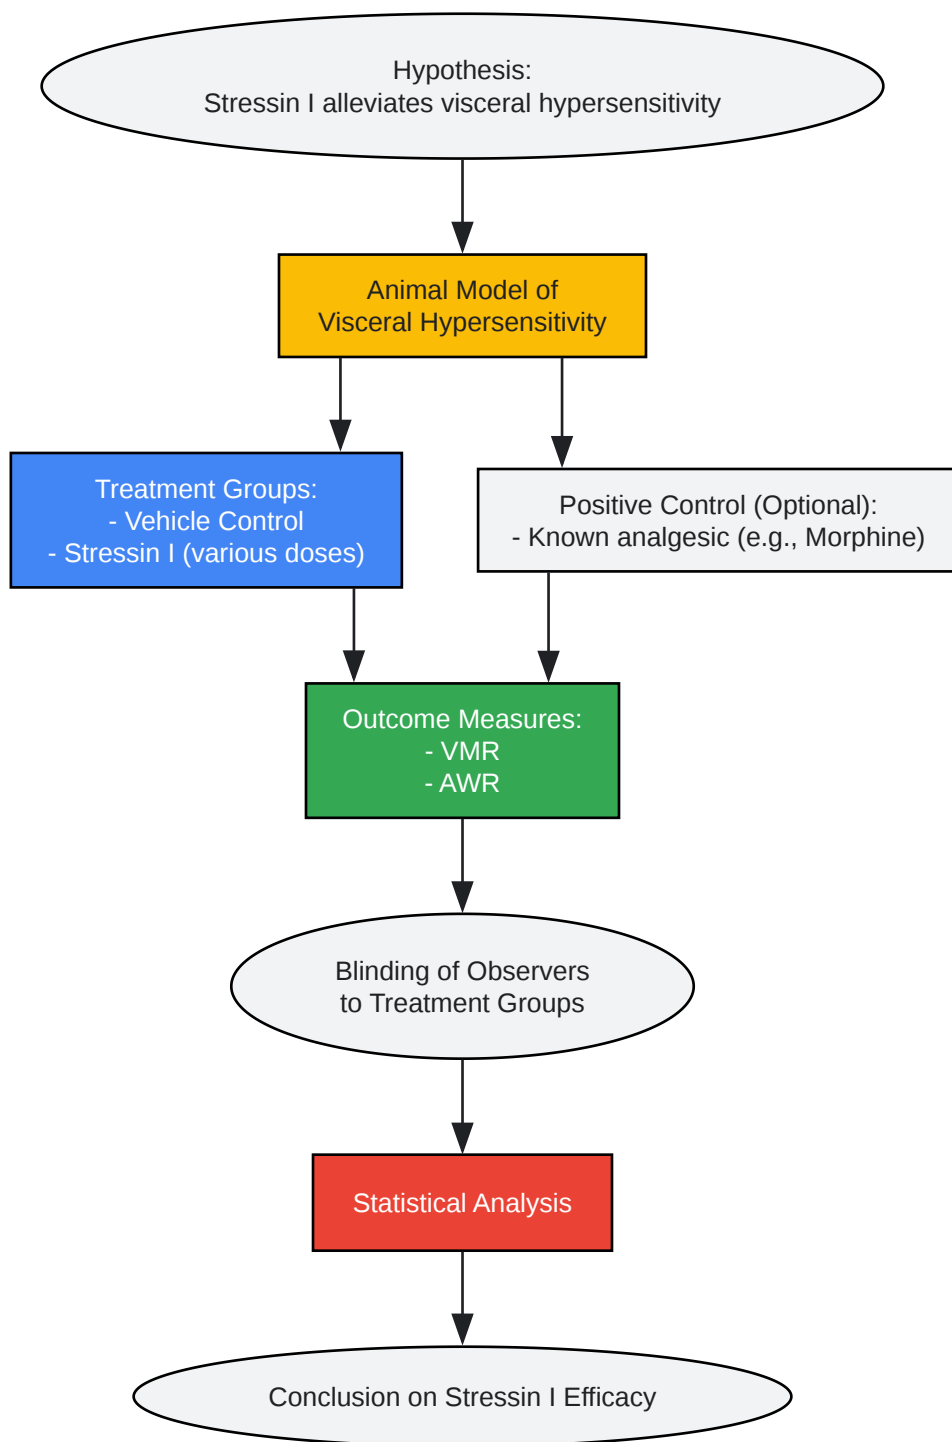 Hypothesis:
Stressin I alleviates visceral hypersensitivity
Animal Model of
Visceral Hypersensitivity
Treatment Groups:
- Vehicle Control
- Stressin I (various doses)
Positive Control (Optional):
- Known analgesic (e.g., Morphine)
Outcome Measures:
- VMR
- AWR
Blinding of Observers
to Treatment Groups
Statistical Analysis
Conclusion on Stressin I Efficacy